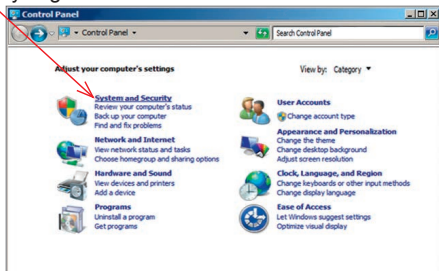 Control Panel
Control Panel
Search Control Panel
Adjust your computer's settings
View by: Category
System and Security
Review your computer's status
Back up your computer
Find and fix problems
Network and Internet
View network status and tasks
Choose homegroup and sharing options
Hardware and Sound
View devices and printers
Add a device
Programs
Uninstall a program
Get programs
User Accounts
Change account type
Appearance and Personalization
Change the theme
Change desktop background
Adjust screen resolution
Clock, Language, and Region
Change keyboards or other input methods
Change display language
Ease of Access
Let Windows suggest settings
Optimize visual display